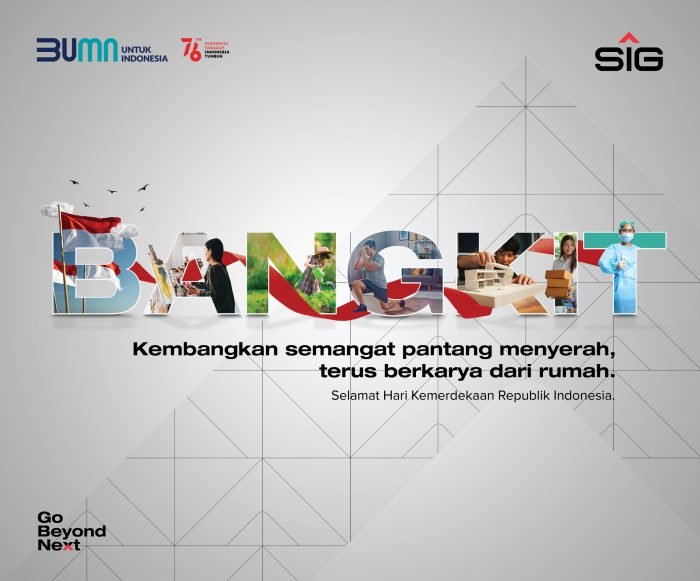 BUMN UNTUK
INDONESIA
76TH INDONESIA
TANGGUH
INDONESIA
TUMBUH
SIG
BANGKIT
Kembangkan semangat pantang menyerah,
terus berkarya dari rumah.
Selamat Hari Kemerdekaan Republik Indonesia.
Go
Beyond
Next